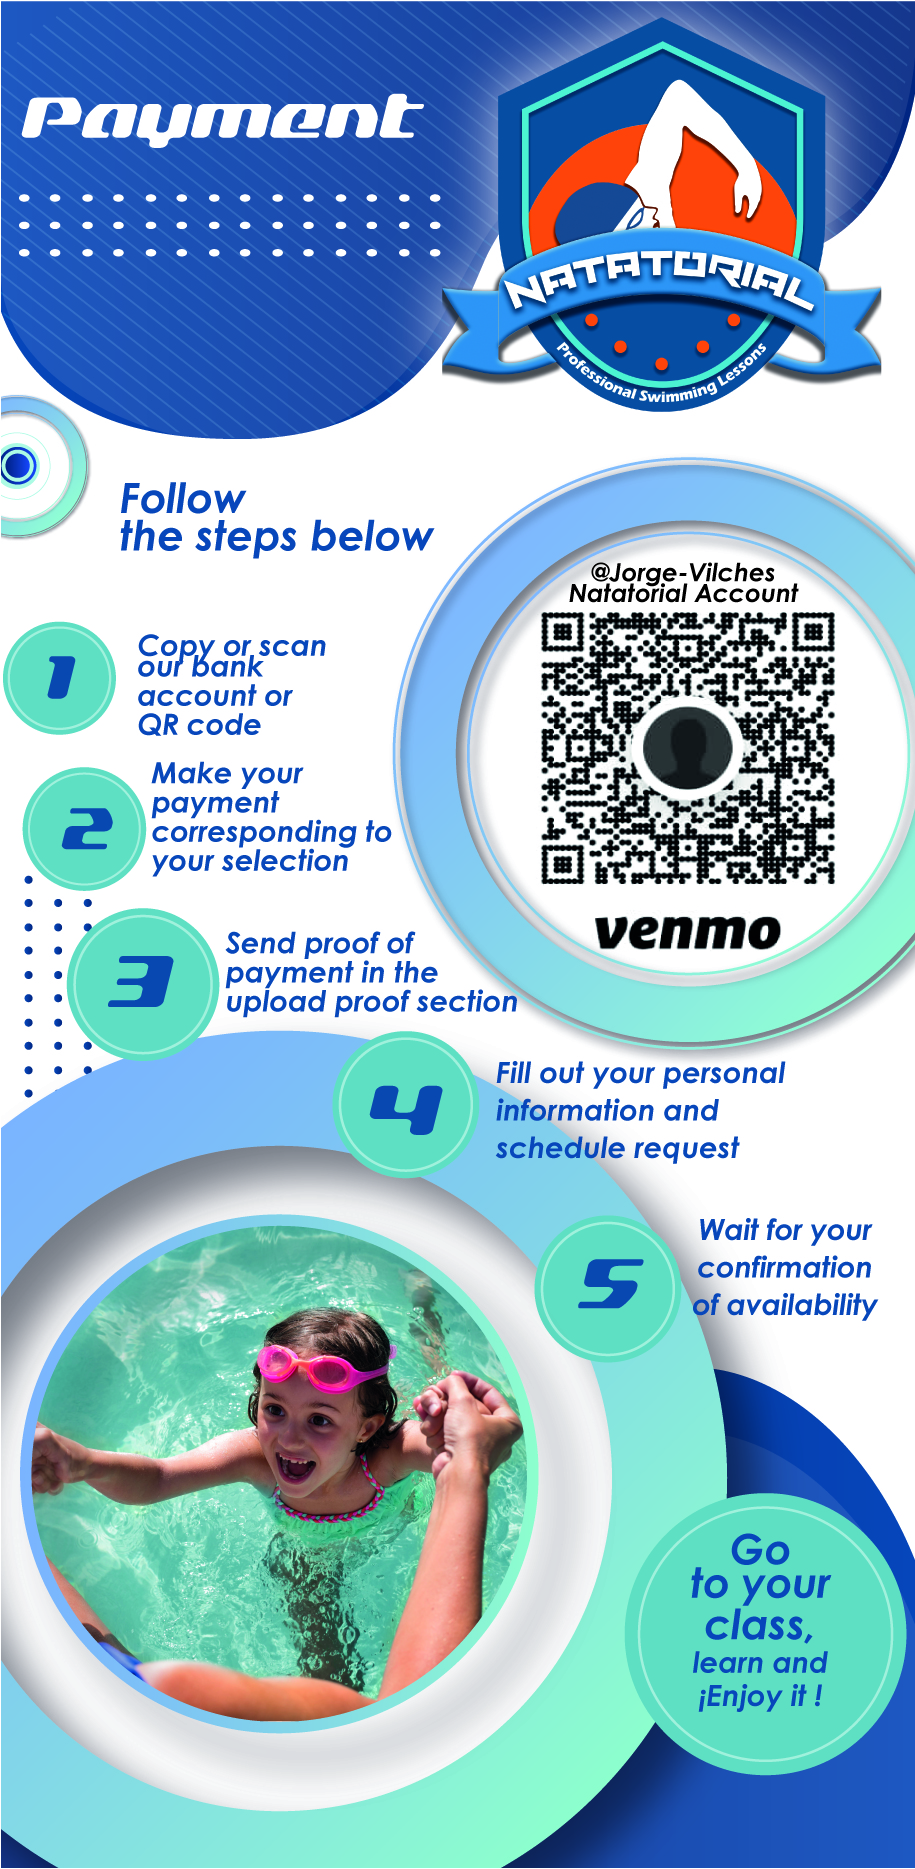 Payment
NATATORIAL
Professional Swimming Lessons
Follow
the steps below
@Jorge-Vilches
Natatorial Account
venmo
1
Copy or scan
our bank
account or
QR code
2
Make your
payment
corresponding to
your selection
3
Send proof of
payment in the
upload proof section
4
Fill out your personal
information and
schedule request
5
Wait for your
confirmation
of availability
Go
to your
class,
learn and
¡Enjoy it !